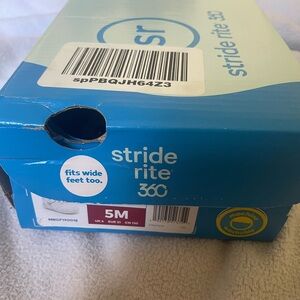 sr
stride rite 360
spPBQJH64Z3
stride
rite
360
fits wide
feet too.
5M